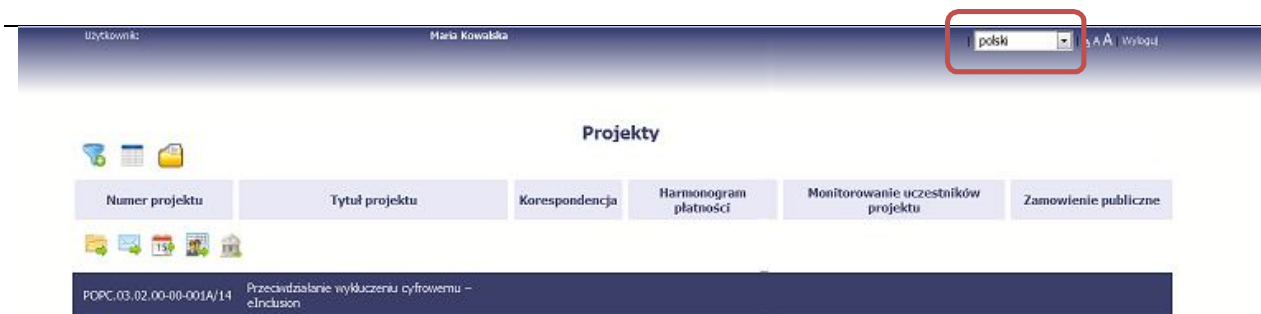 Użytkownik: Maria Kowalska | polski | A A A | Wyloguj
Projekty
Numer projektu Tytuł projektu Korespondencja Harmonogram płatności Monitorowanie uczestników projektu Zamowienie publiczne
15
POPC.03.02.00-00-001A/14 Przeciwdziałanie wykluczeniu cyfrowemu –
eInclusion